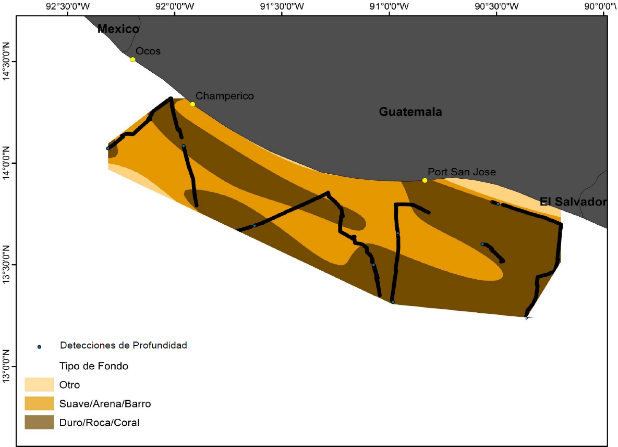 92°30'0"W 92°0'0"W 91°30'0"W 91°0'0"W 90°30'0"W 90°0'0"
Mexico
Ocos
14°30'0"N
Champerico
Guatemala
14°0'0"N
Port San Jose
El Salvador
13°30'0"N
Detecciones de Profundidad
Tipo de Fondo
13°0'0"N
Otro
Suave/Arena/Barro
Duro/Roca/Coral